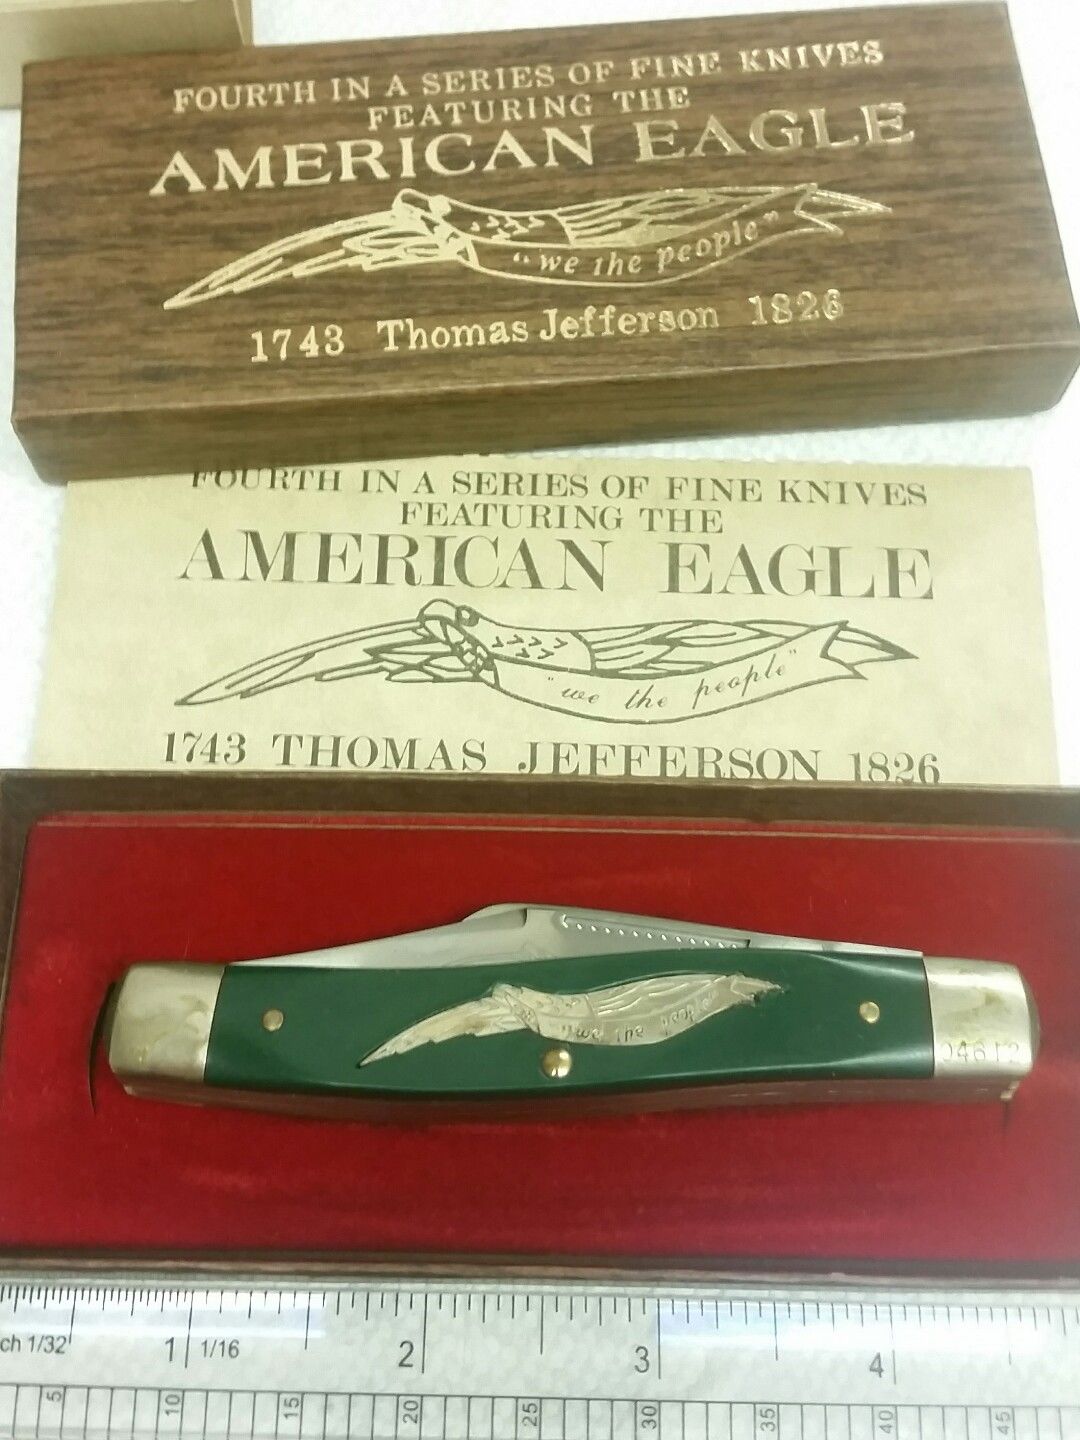 FOURTH IN A SERIES OF FINE KNIVES
FEATURING THE
AMERICAN EAGLE
"we the people"
1743 Thomas Jefferson 1826
FOURTH IN A SERIES OF FINE KNIVES
FEATURING THE
AMERICAN EAGLE
"we the people"
1743 THOMAS JEFFERSON 1826
"we the people"
04612
ch 1/32 1 1/16 2 3 4
5 10 15 20 25 30 35 40 45